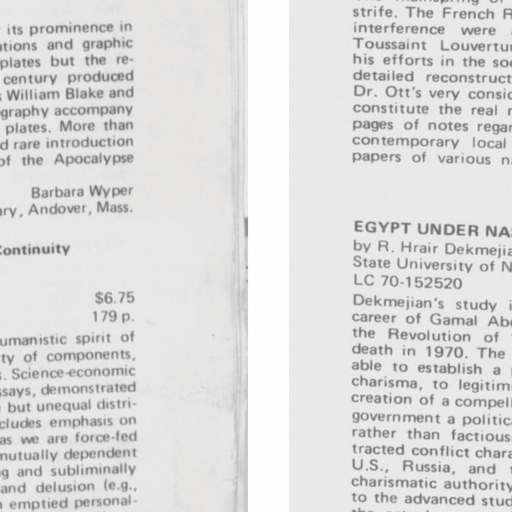 its prominence in
ations and graphic
plates but the re-
century produced
William Blake and
ography accompany
plates. More than
d rare introduction
of the Apocalypse
Barbara Wyper
ary, Andover, Mass.
Continuity
$6.75
179 p.
umanistic spirit of
ty of components,
s. Science-economic
ssays, demonstrated
but unequal distri-
cludes emphasis on
as we are force-fed
mutually dependent
ng and subliminally
and delusion (e.g.,
emptied personal-
strife. The French R
interference were
Toussaint Louvertu
his efforts in the so
detailed reconstruct
Dr. Ott's very consid
constitute the real
pages of notes regar
contemporary local
papers of various n
EGYPT UNDER NAS
by R. Hrair Dekmejia
State University of N
LC 70-152520
Dekmejian's study i
career of Gamal Abd
the Revolution of
death in 1970. The
able to establish a
charisma, to legitim
creation of a compell
government a politica
rather than factious
tracted conflict chara
U.S., Russia, and
charismatic authority
to the advanced stud